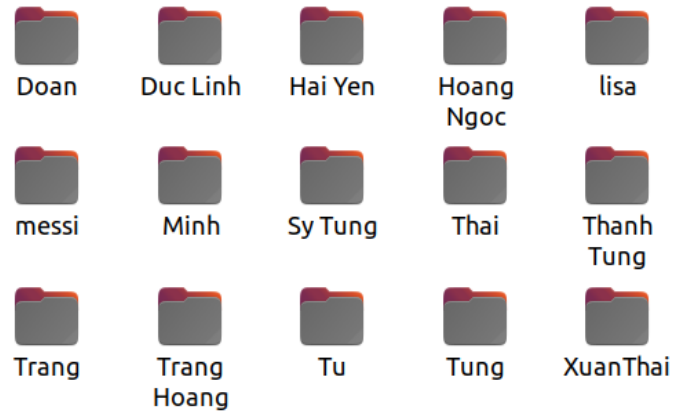 Doan
Duc Linh
Hai Yen
Hoang
Ngoc
lisa
messi
Minh
Sy Tung
Thai
Thanh
Tung
Trang
Trang
Hoang
Tu
Tung
XuanThai